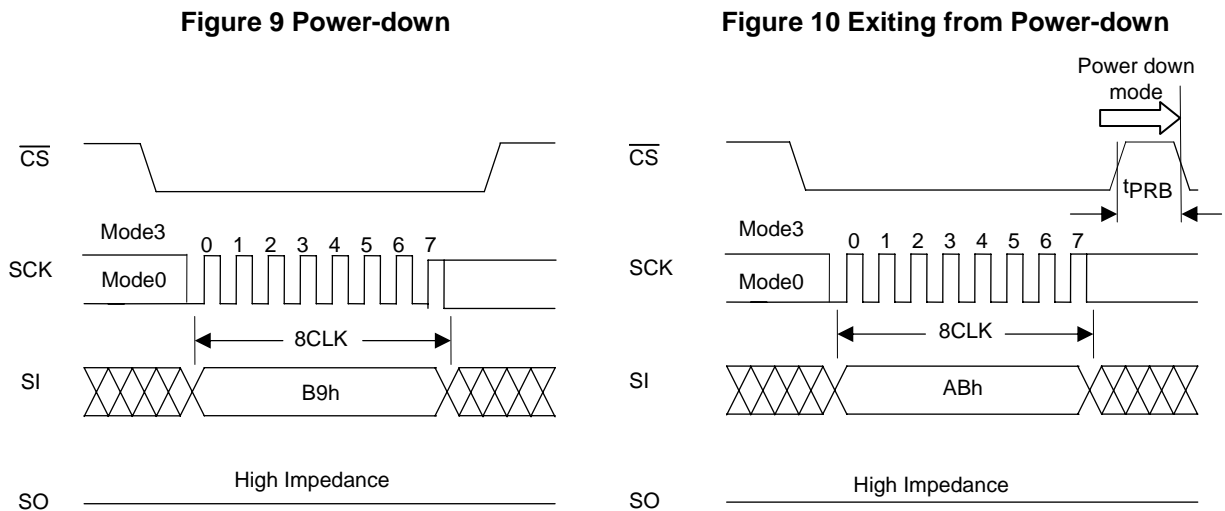 Figure 9 Power-down
CS
Mode3
0 1 2 3 4 5 6 7
SCK
Mode0
8CLK
SI
B9h
High Impedance
SO
Figure 10 Exiting from Power-down
Power down
mode
CS
tPRB
Mode3
0 1 2 3 4 5 6 7
SCK
Mode0
8CLK
SI
ABh
High Impedance
SO